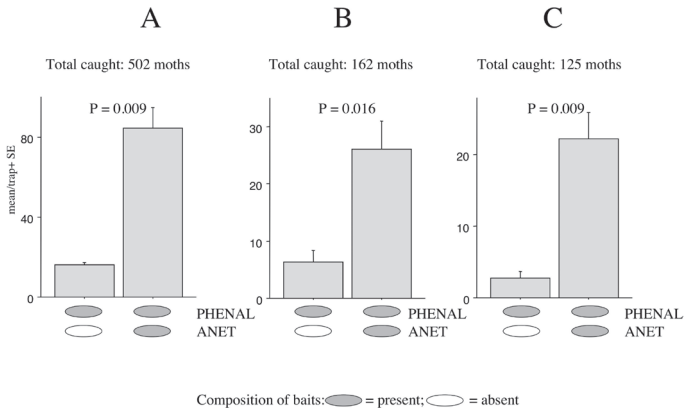 A B C
Total caught: 502 moths Total caught: 162 moths Total caught: 125 moths
P = 0.009 P = 0.016 P = 0.009
mean/trap+ SE
80
40
0
30
20
10
0
20
10
0
PHENAL PHENAL PHENAL
ANET ANET ANET
Composition of baits: = present; = absent